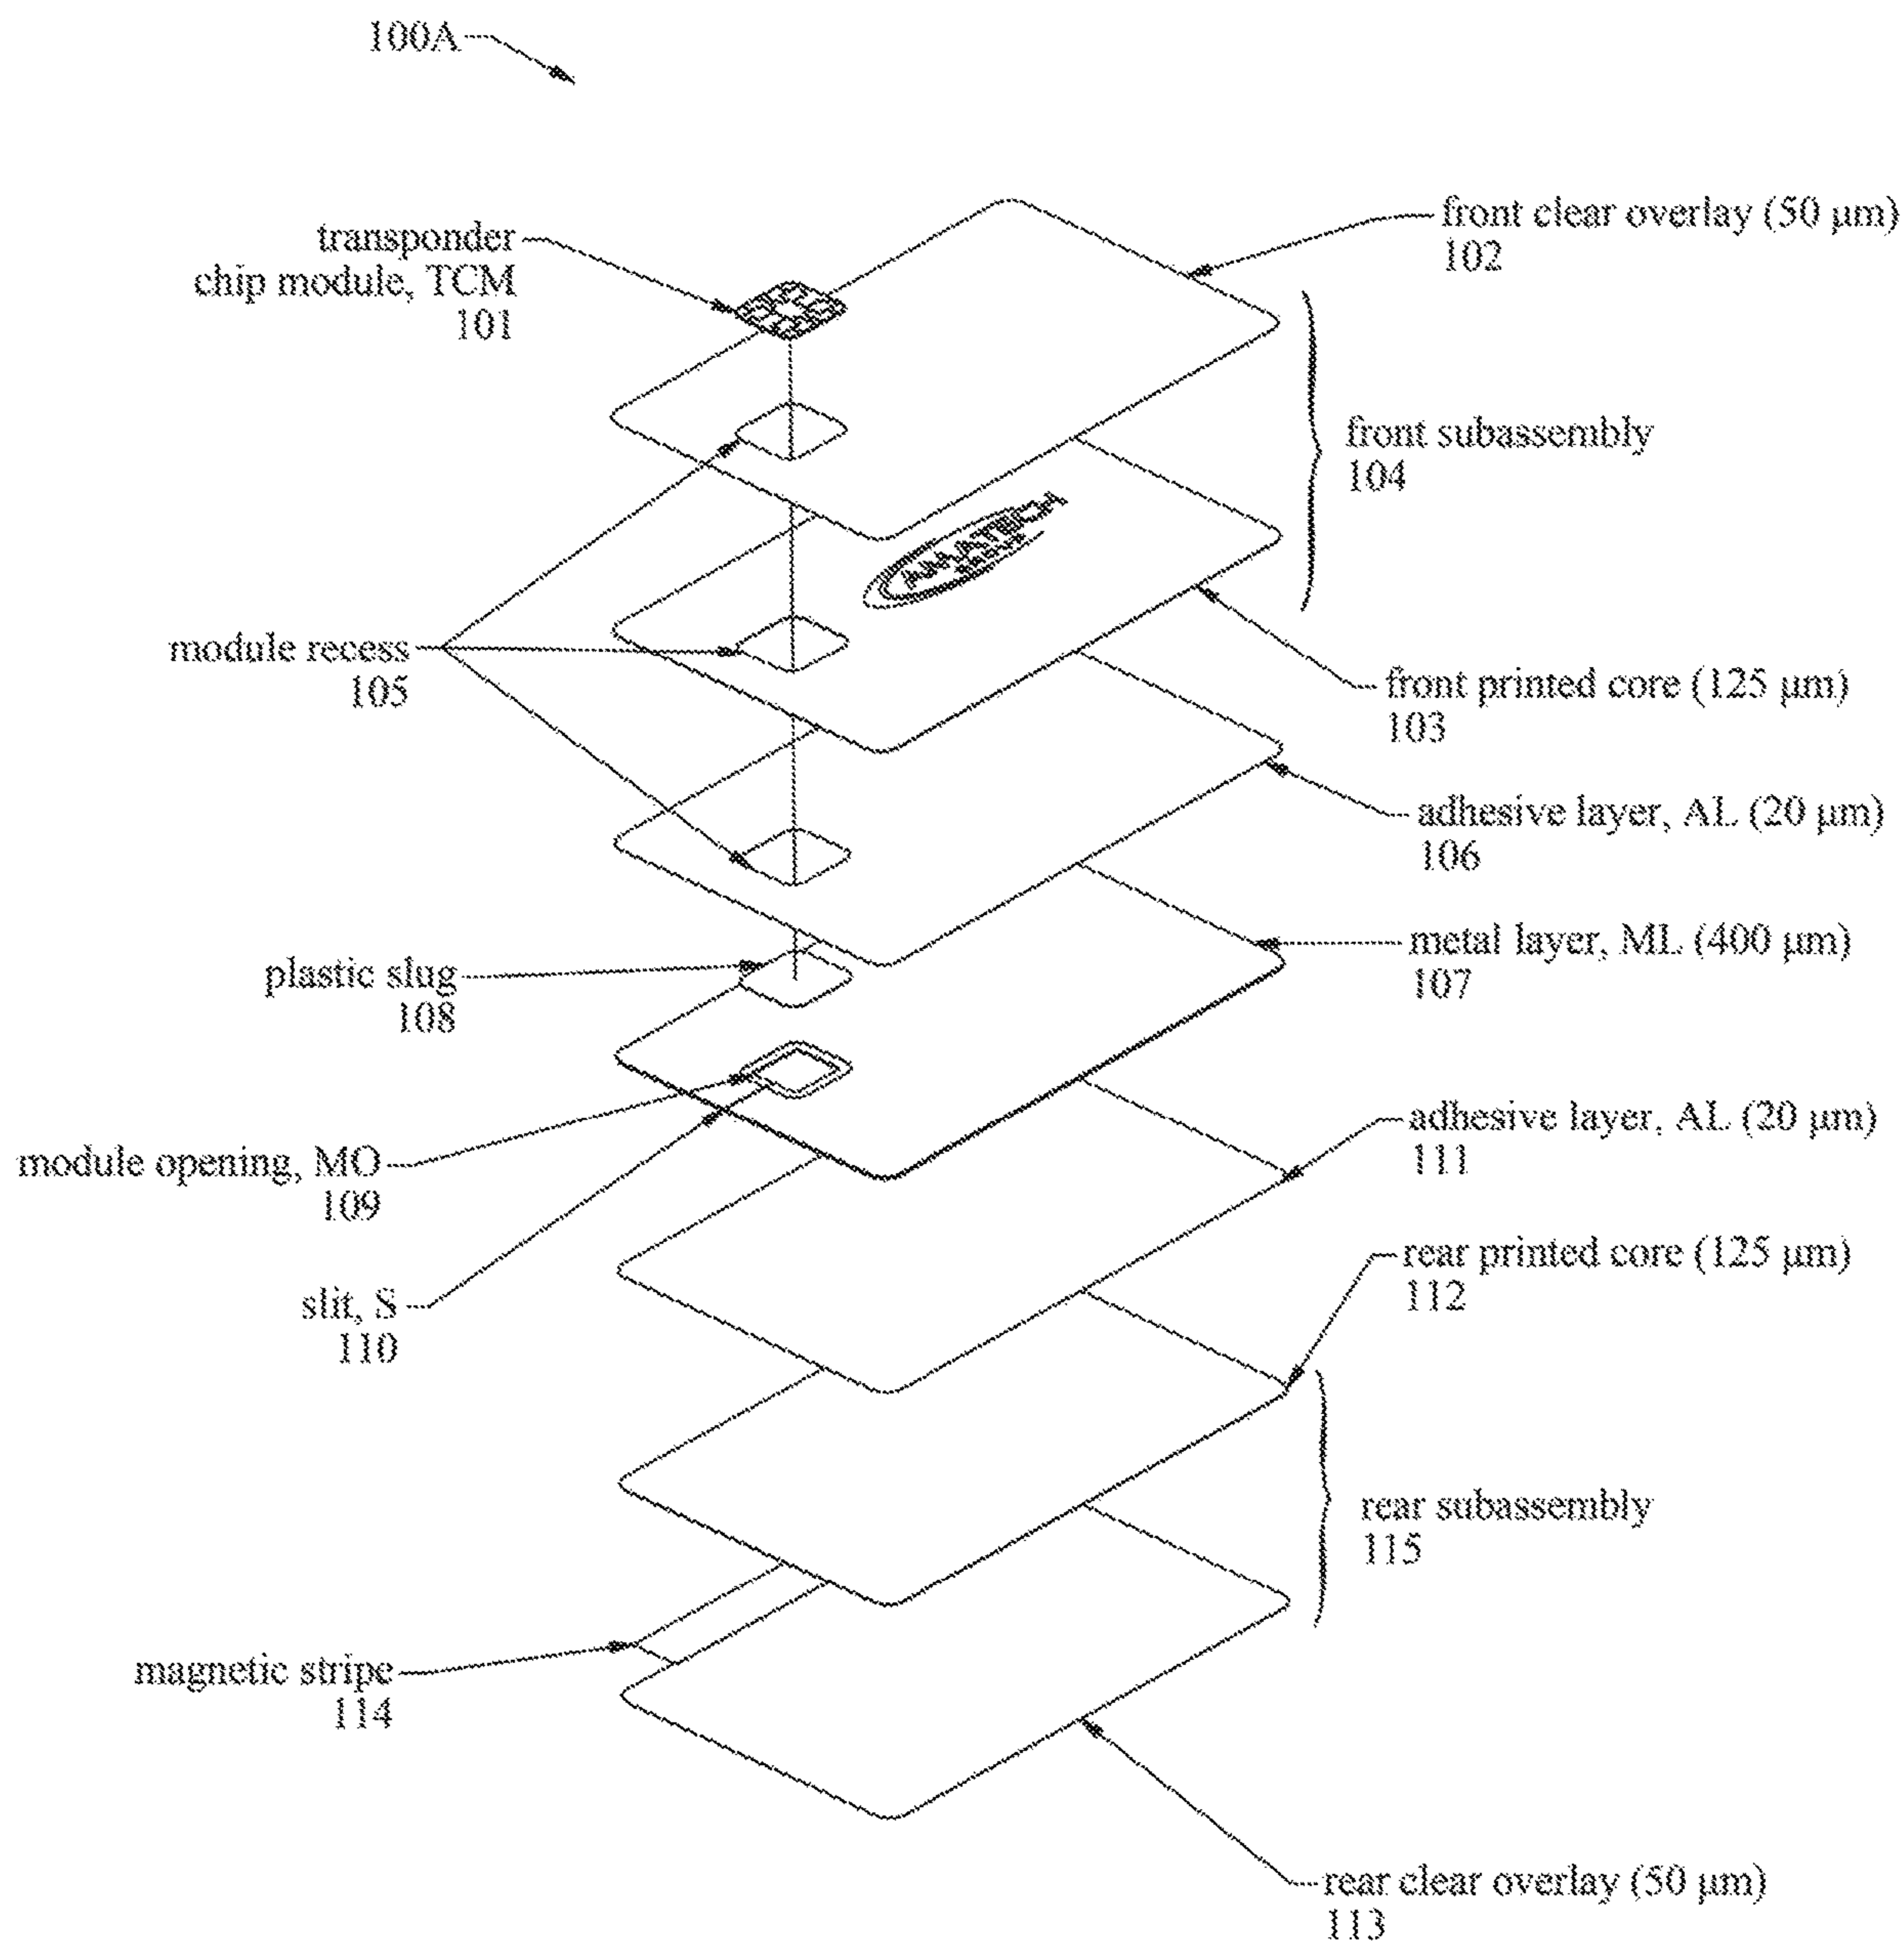 100A
transponder
chip module, TCM
101
front clear overlay (50 µm)
102
front subassembly
104
AMATECH
module recess
105
front printed core (125 µm)
103
adhesive layer, AL (20 µm)
106
plastic slug
108
metal layer, ML (400 µm)
107
module opening, MO
109
adhesive layer, AL (20 µm)
111
slit, S
110
rear printed core (125 µm)
112
rear subassembly
115
magnetic stripe
114
rear clear overlay (50 µm)
113